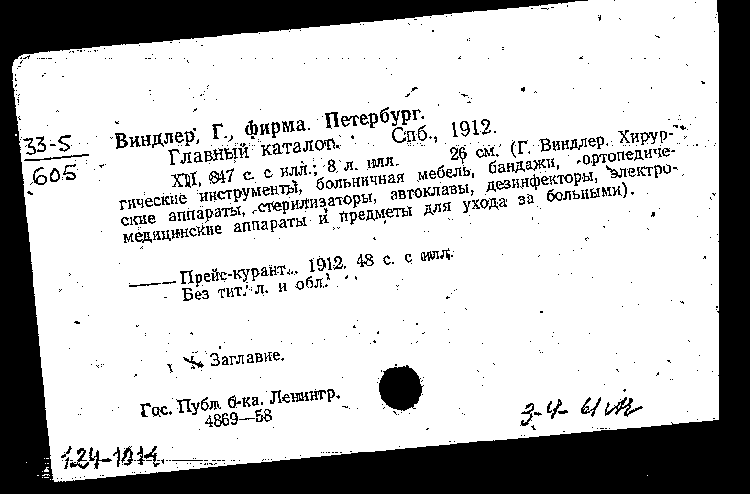 33-5
605
Виндлер, Г., фирма. Петербург.
Главный каталог. Спб., 1912.
XIII, 847 с. с илл.; 8 л. илл. 26 см. (Г. Виндлер. Хирур-
гические инструменты, больничная мебель, бандажи, ортопедиче-
ские аппараты, стерилизаторы, автоклавы, дезинфекторы, электро-
медицинские аппараты и предметы для ухода за больными).
—— Прейс-курант... 1912. 48 с. с илл.
Без тит. л. и обл.
Заглавие.
Гос. Публ. б-ка. Ленингр.
4869—58
3-4-61
124-1014.